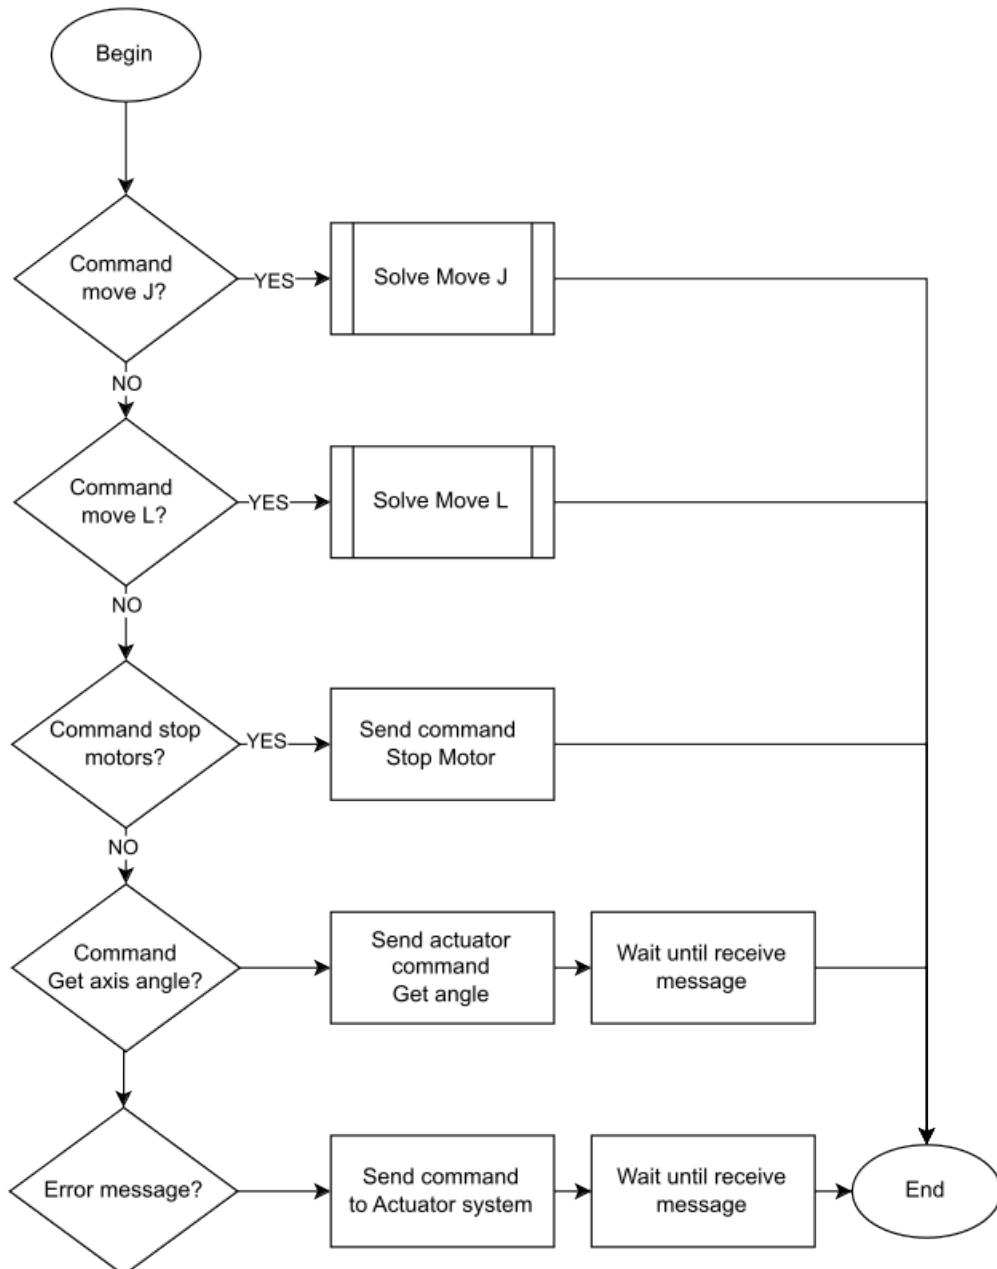 Begin
Command
move J?
YES
Solve Move J
NO
Command
move L?
YES
Solve Move L
NO
Command stop
motors?
YES
Send command
Stop Motor
NO
Command
Get axis angle?
Send actuator
command
Get angle
Wait until receive
message
Error message?
Send command
to Actuator system
Wait until receive
message
End